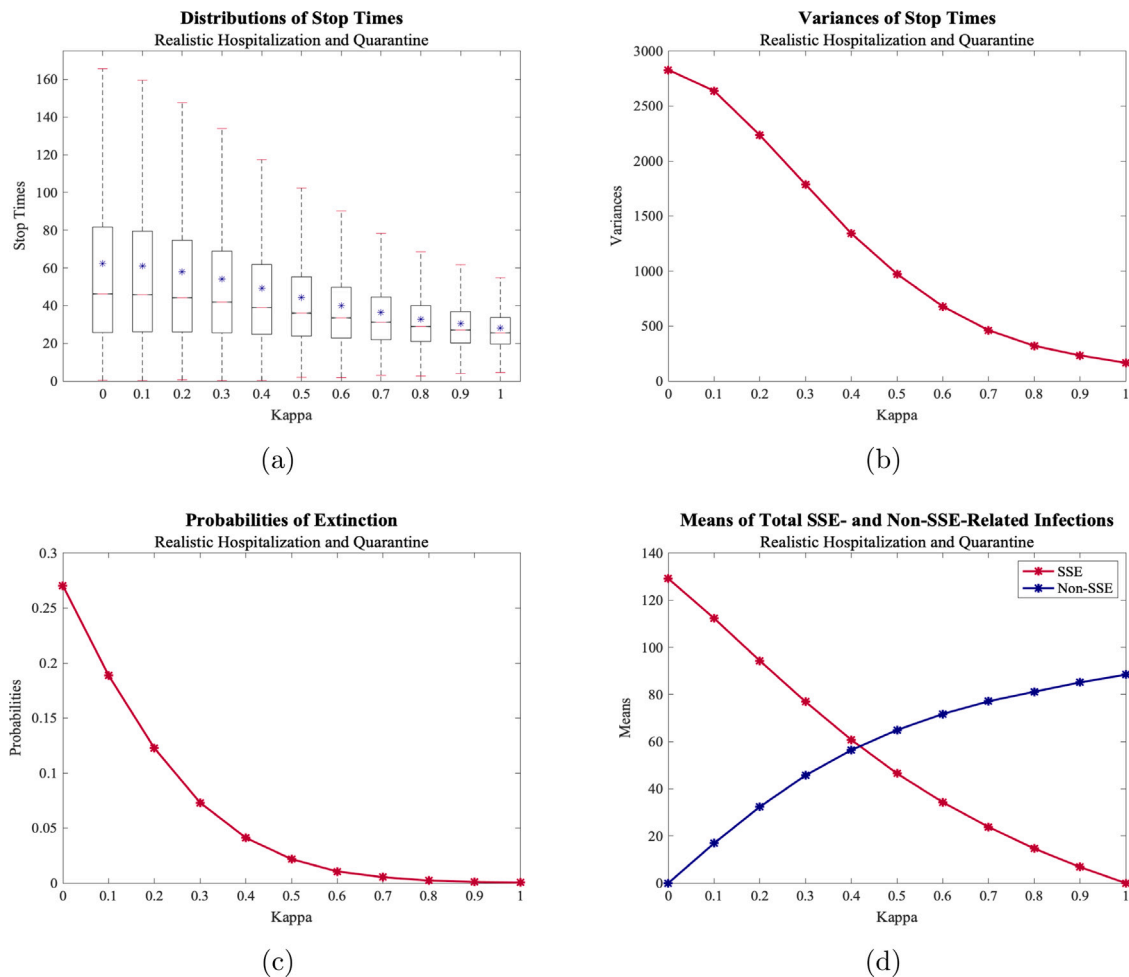 Distributions of Stop Times
Realistic Hospitalization and Quarantine
Stop Times
160
140
120
100
80
60
40
20
0
0 0.1 0.2 0.3 0.4 0.5 0.6 0.7 0.8 0.9 1
Kappa
(a)
Variances of Stop Times
Realistic Hospitalization and Quarantine
Variances
3000
2500
2000
1500
1000
500
0
0 0.1 0.2 0.3 0.4 0.5 0.6 0.7 0.8 0.9 1
Kappa
(b)
Probabilities of Extinction
Realistic Hospitalization and Quarantine
Probabilities
0.3
0.25
0.2
0.15
0.1
0.05
0
0 0.1 0.2 0.3 0.4 0.5 0.6 0.7 0.8 0.9 1
Kappa
(c)
Means of Total SSE- and Non-SSE-Related Infections
Realistic Hospitalization and Quarantine
Means
140
120
100
80
60
40
20
0
SSE
Non-SSE
0 0.1 0.2 0.3 0.4 0.5 0.6 0.7 0.8 0.9 1
Kappa
(d)